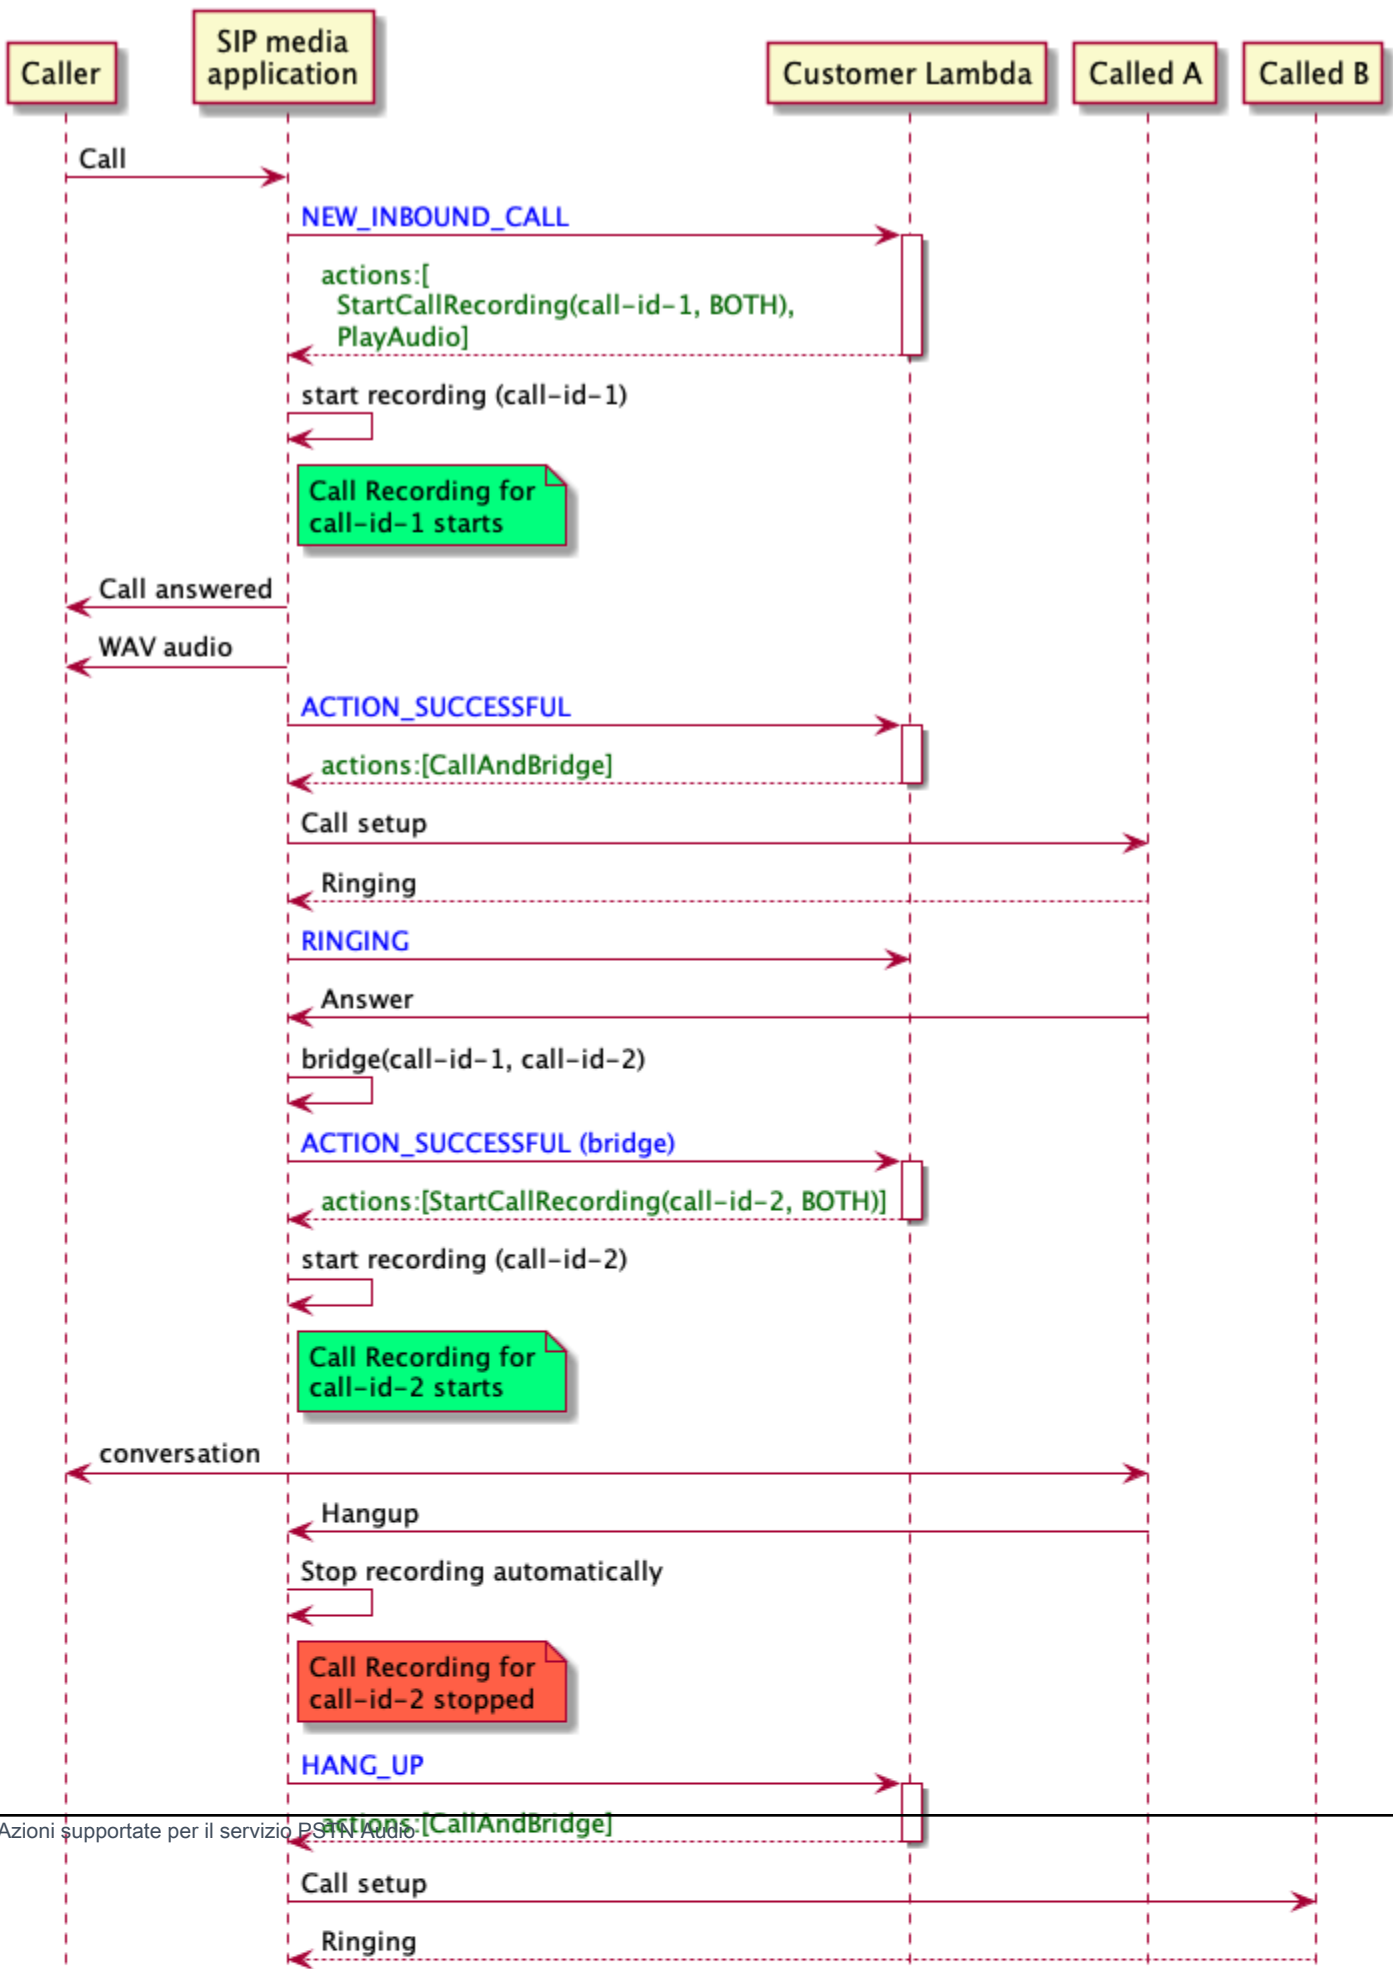 Caller
SIP media
application
Customer Lambda
Called A
Called B
Call
NEW_INBOUND_CALL
actions:[
StartCallRecording(call-id-1, BOTH),
PlayAudio]
start recording (call-id-1)
Call Recording for
call-id-1 starts
Call answered
WAV audio
ACTION_SUCCESSFUL
actions:[CallAndBridge]
Call setup
Ringing
RINGING
Answer
bridge(call-id-1, call-id-2)
ACTION_SUCCESSFUL (bridge)
actions:[StartCallRecording(call-id-2, BOTH)]
start recording (call-id-2)
Call Recording for
call-id-2 starts
conversation
Hangup
Stop recording automatically
Call Recording for
call-id-2 stopped
HANG_UP
actions:[CallAndBridge]
Azioni supportate per il servizio PSTN Audio
Call setup
Ringing